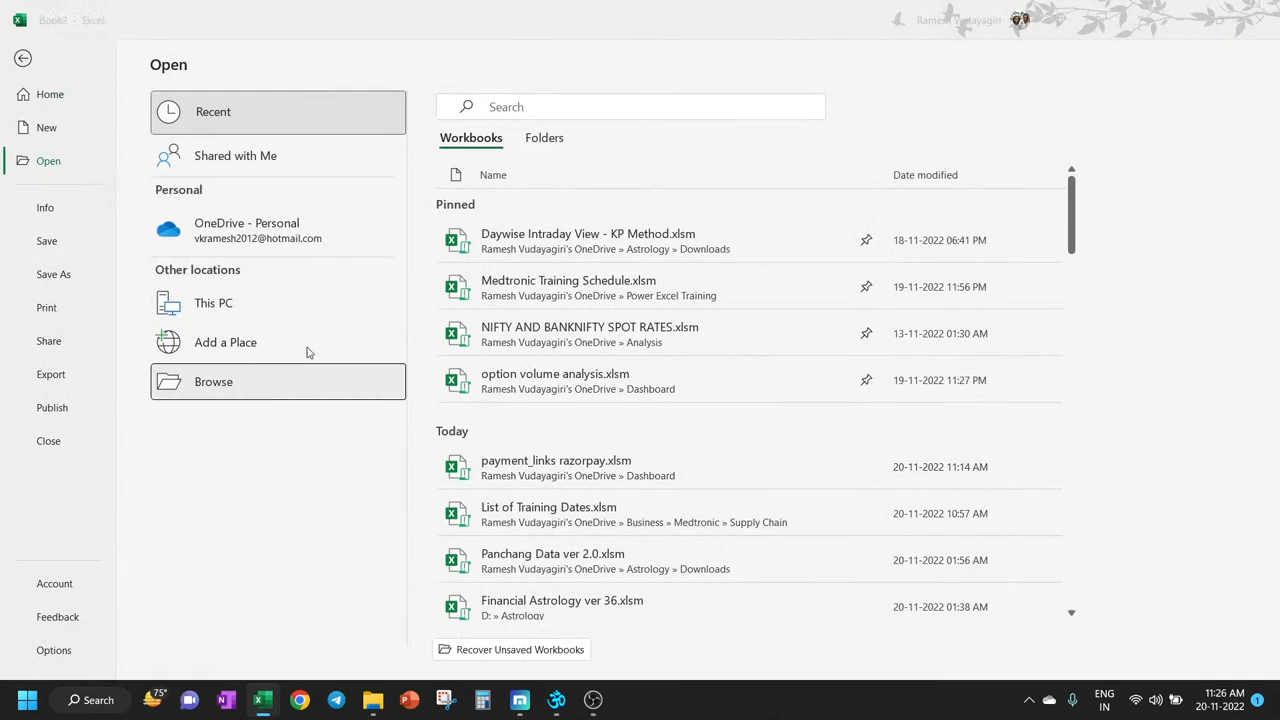 Book2 - Excel
Ramesh Vudayagiri
Open
Home
New
Open
Info
Save
Save As
Print
Share
Export
Publish
Close
Account
Feedback
Options
Recent
Shared with Me
Personal
OneDrive - Personal
vkramesh2012@hotmail.com
Other locations
This PC
Add a Place
Browse
Search
Workbooks Folders
Name Date modified
Pinned
Daywise Intraday View - KP Method.xlsm
Ramesh Vudayagiri's OneDrive » Astrology » Downloads
18-11-2022 06:41 PM
Medtronic Training Schedule.xlsm
Ramesh Vudayagiri's OneDrive » Power Excel Training
19-11-2022 11:56 PM
NIFTY AND BANKNIFTY SPOT RATES.xlsm
Ramesh Vudayagiri's OneDrive » Analysis
13-11-2022 01:30 AM
option volume analysis.xlsm
Ramesh Vudayagiri's OneDrive » Dashboard
19-11-2022 11:27 PM
Today
payment_links razorpay.xlsm
Ramesh Vudayagiri's OneDrive » Dashboard
20-11-2022 11:14 AM
List of Training Dates.xlsm
Ramesh Vudayagiri's OneDrive » Business » Medtronic » Supply Chain
20-11-2022 10:57 AM
Panchang Data ver 2.0.xlsm
Ramesh Vudayagiri's OneDrive » Astrology » Downloads
20-11-2022 01:56 AM
Financial Astrology ver 36.xlsm
D: » Astrology
20-11-2022 01:38 AM
Recover Unsaved Workbooks
Search
75°
ENG
IN
11:26 AM
20-11-2022
1